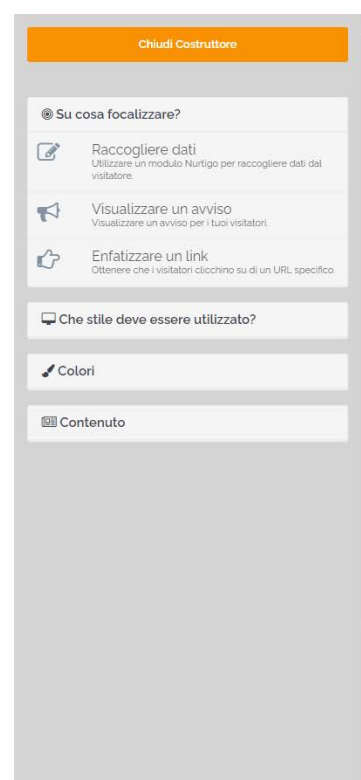 Chiudi Costruttore
Su cosa focalizzare?
Raccogliere dati
Utilizzare un modulo Nurtigo per raccogliere dati dal
visitatore.
Visualizzare un avviso
Visualizzare un avviso per i tuoi visitatori.
Enfatizzare un link
Ottenere che i visitatori clicchino su di un URL specifico.
Che stile deve essere utilizzato?
Colori
Contenuto